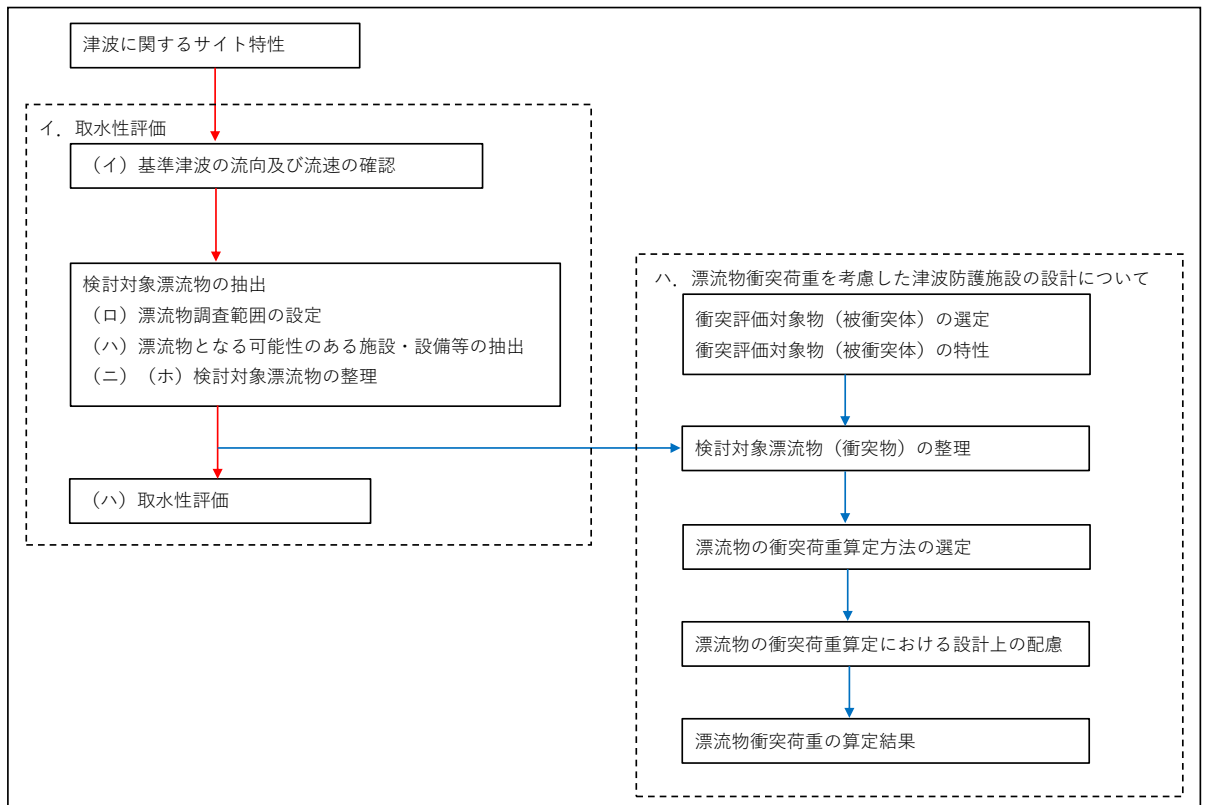 津波に関するサイト特性
イ．取水性評価
（イ）基準津波の流向及び流速の確認
検討対象漂流物の抽出
（ロ）漂流物調査範囲の設定
（ハ）漂流物となる可能性のある施設・設備等の抽出
（ニ）（ホ）検討対象漂流物の整理
（ハ）取水性評価
ハ．漂流物衝突荷重を考慮した津波防護施設の設計について
衝突評価対象物（被衝突体）の選定
衝突評価対象物（被衝突体）の特性
検討対象漂流物（衝突物）の整理
漂流物の衝突荷重算定方法の選定
漂流物の衝突荷重算定における設計上の配慮
漂流物衝突荷重の算定結果